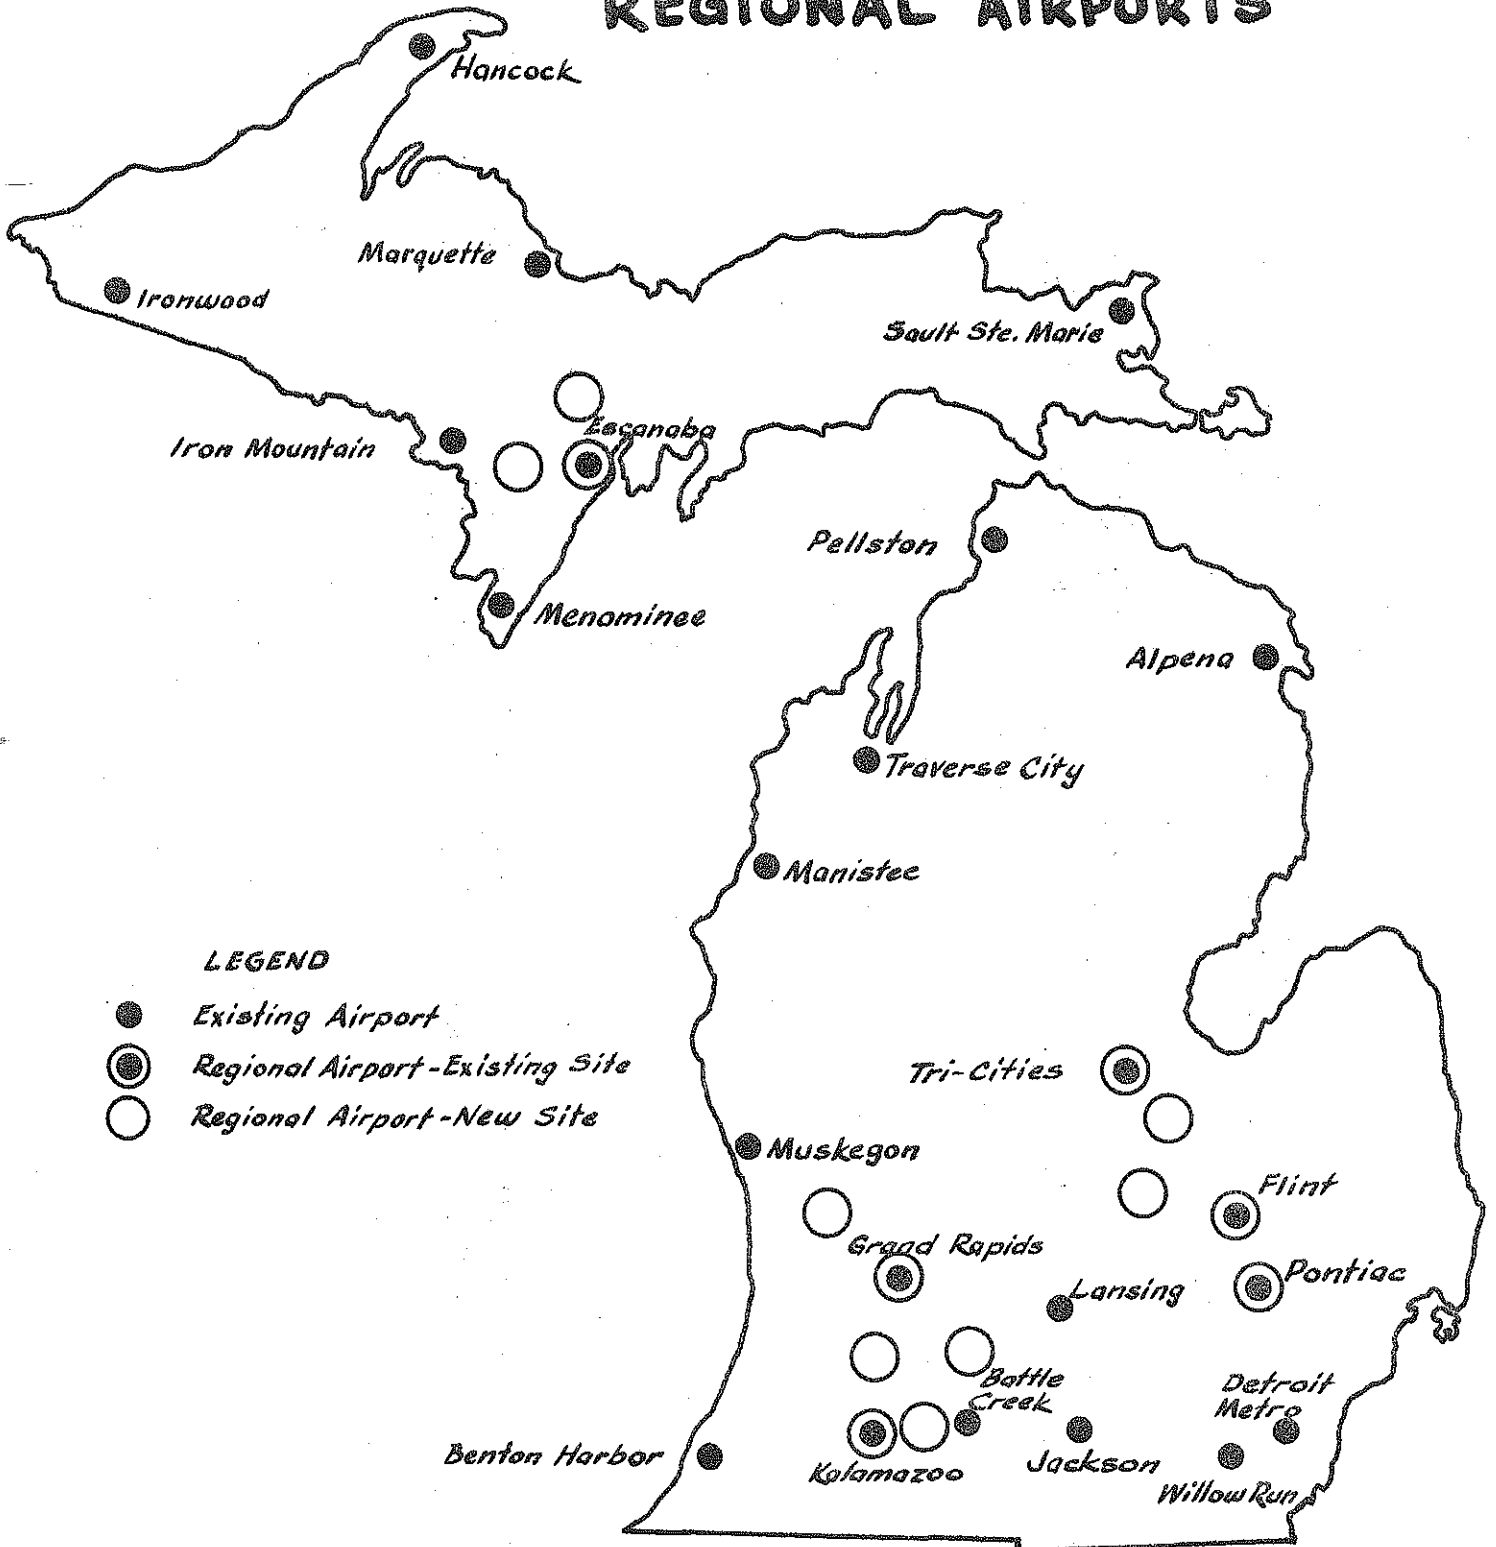 REGIONAL AIRPORTS
Hancock
Marquette
Ironwood
Sault Ste. Marie
Escanaba
Iron Mountain
Pellston
Menominee
Alpena
Traverse City
Manistee
LEGEND
Existing Airport
Regional Airport-Existing Site
Regional Airport-New Site
Tri-Cities
Muskegon
Flint
Grand Rapids
Pontiac
Lansing
Battle
Creek
Detroit
Metro
Benton Harbor
Kalamazoo
Jackson
Willow Run